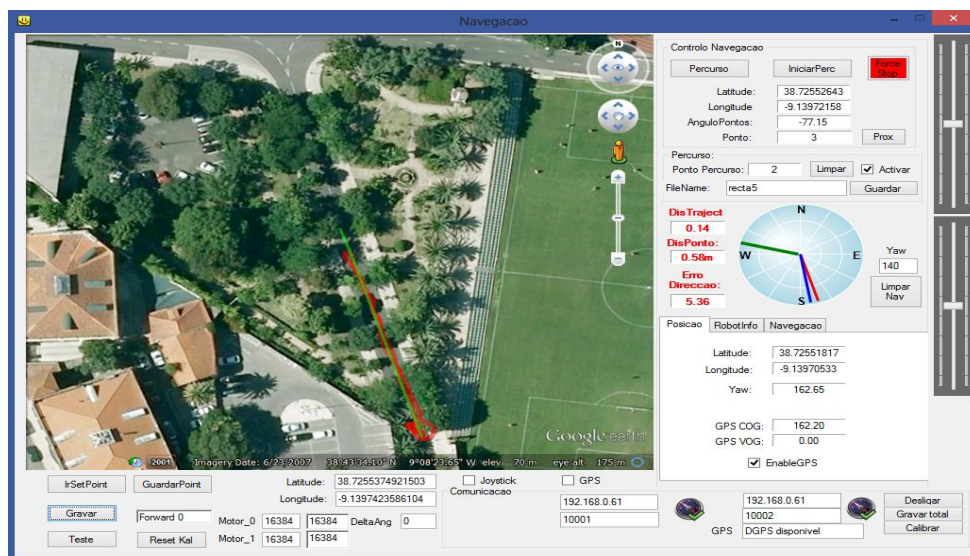 Navegacao
N
Google earth
2001 Imagery Date: 6/23/2007 38°43'34.10" N 9°08'23.65" W elev 70 m eye alt 175 m
Controlo Navegacao
Percurso IniciarPerc Force Stop
Latitude: 38.72552643
Longitude -9.13972158
AnguloPontos: -77.15
Ponto: 3 Prox
Percurso:
Ponto Percurso: 2 Limpar Activar
FileName: recta5 Guardar
DisTraject
0.14
DisPonto:
0.58m
Erro
Direccao:
5.36
N
W E
S
Yaw
140
Limpar
Nav
Posicao RobotInfo Navegacao
Latitude: 38.72551817
Longitude: -9.13970533
Yaw: 162.65
GPS COG: 162.20
GPS VOG: 0.00
EnableGPS
IrSetPoint GuardarPoint Latitude: 38.7255374921503 Joystick GPS
Longitude: -9.1397423586104
Gravar Forward 0 Motor_0 16384 16384 DeltaAng 0
Teste Reset Kal Motor_1 16384 16384
Comunicacao
192.168.0.61
10001
192.168.0.61
10002
GPS DGPS disponivel
Desligar
Gravar total
Calibrar